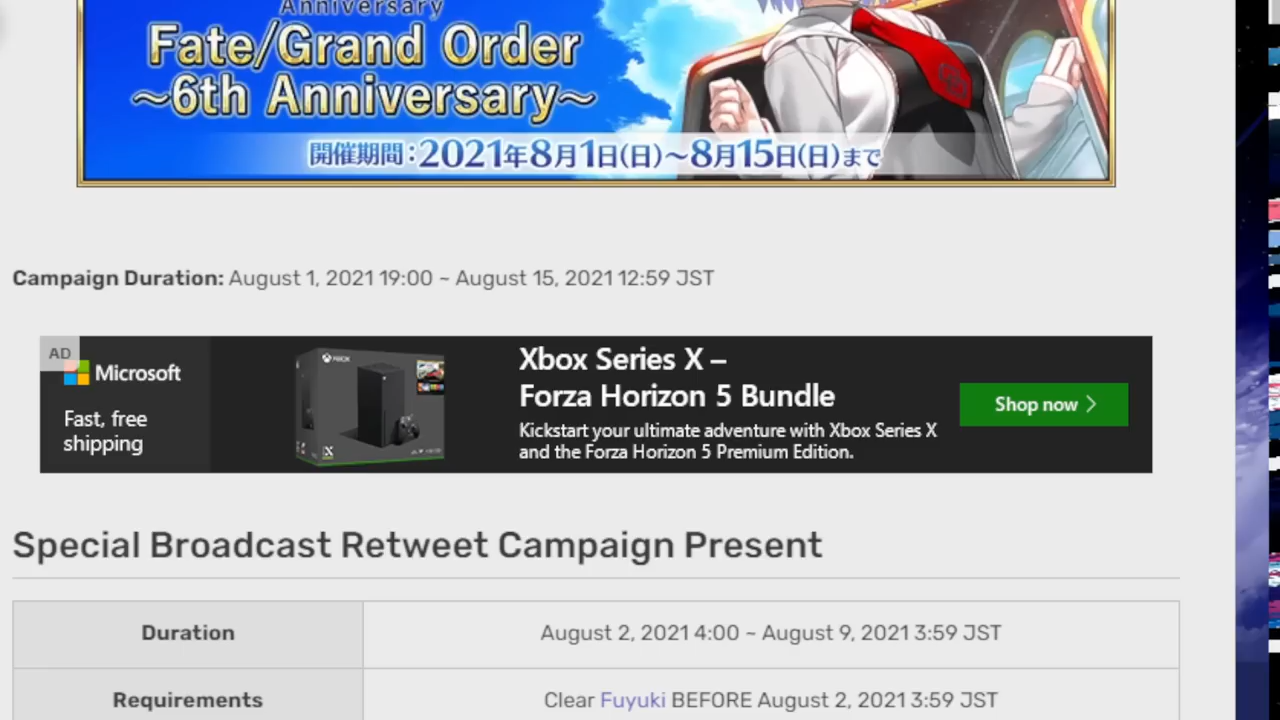 Anniversary
Fate/Grand Order
~6th Anniversary~
開催期間:2021年8月1日(日)~8月15日(日)まで
Campaign Duration: August 1, 2021 19:00 ~ August 15, 2021 12:59 JST
AD
Microsoft
Fast, free
shipping
XBOX
Xbox Series X –
Forza Horizon 5 Bundle
Kickstart your ultimate adventure with Xbox Series X
and the Forza Horizon 5 Premium Edition.
Shop now >
Special Broadcast Retweet Campaign Present
Duration
August 2, 2021 4:00 ~ August 9, 2021 3:59 JST
Requirements
Clear Fuyuki BEFORE August 2, 2021 3:59 JST